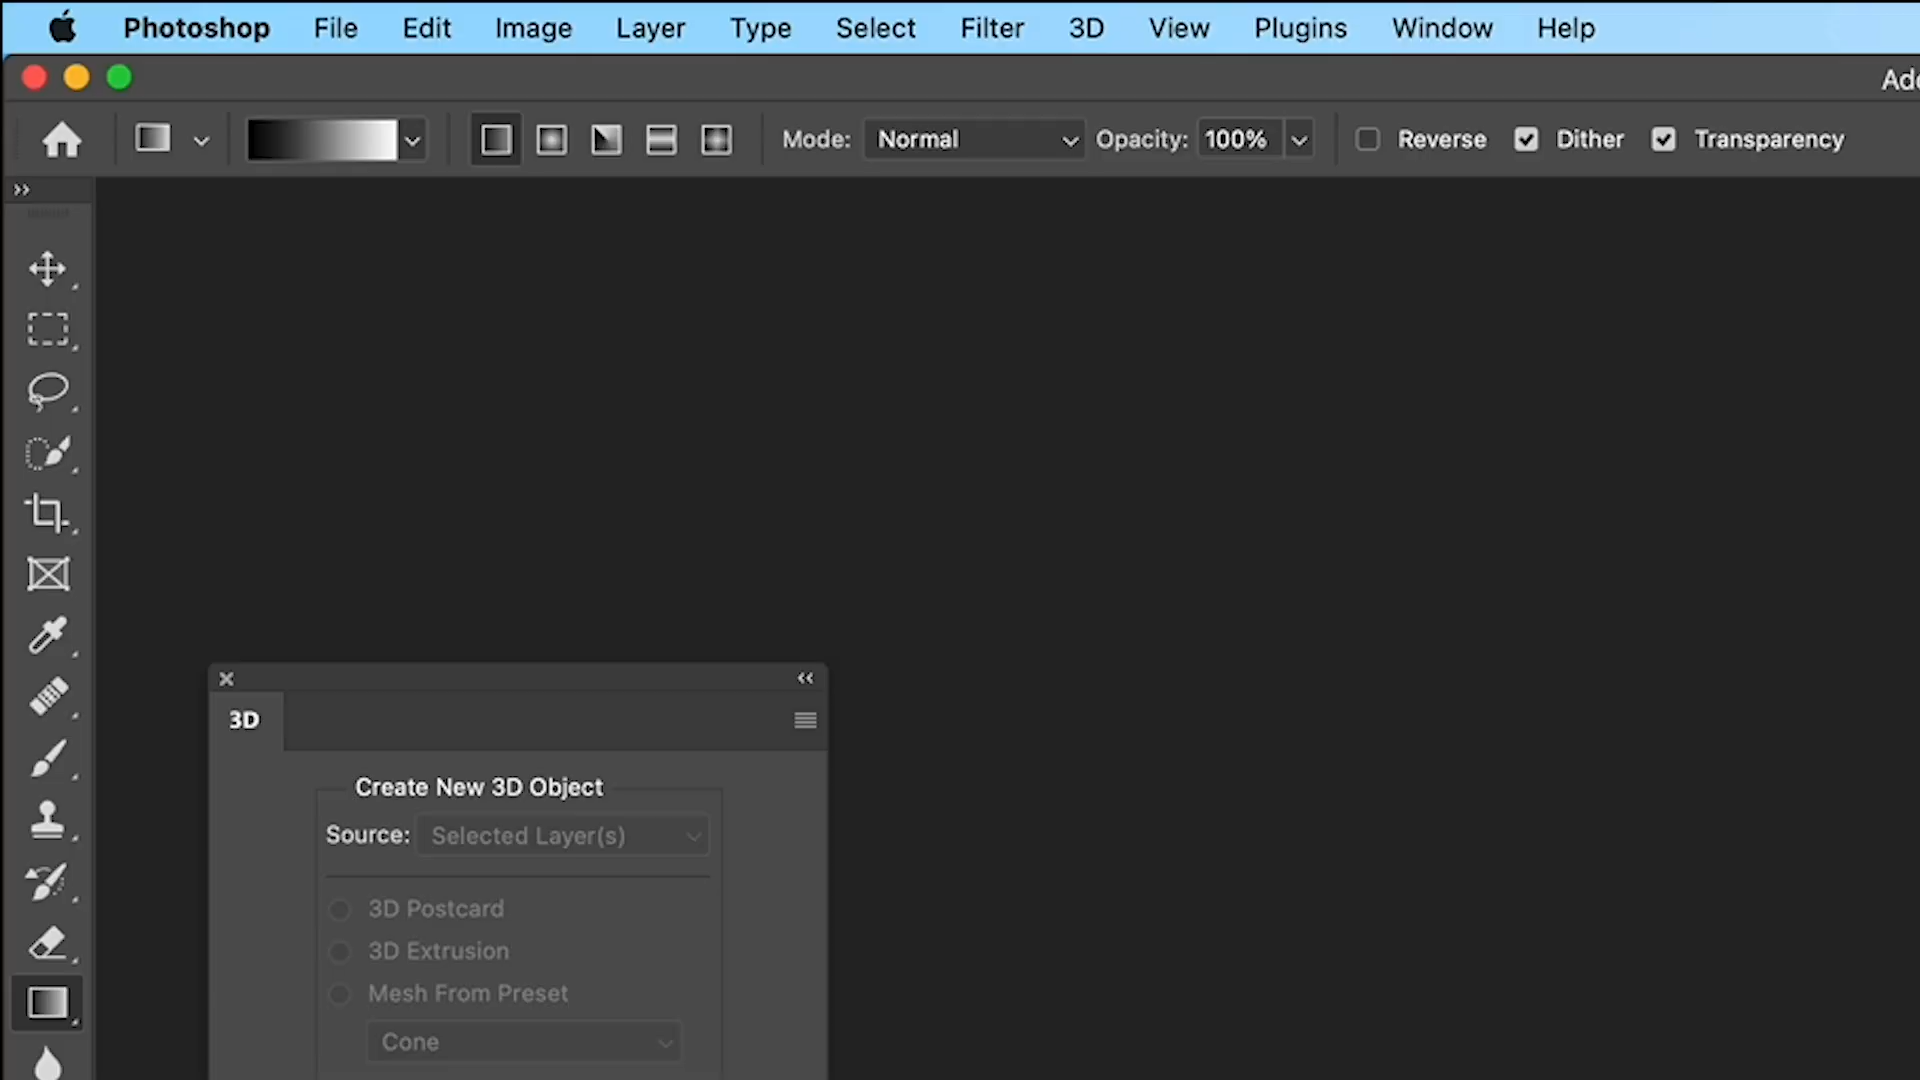 Photoshop File Edit Image Layer Type Select Filter 3D View Plugins Window Help
Mode: Normal Opacity: 100% Reverse Dither Transparency
3D
Create New 3D Object
Source: Selected Layer(s)
3D Postcard
3D Extrusion
Mesh From Preset
Cone